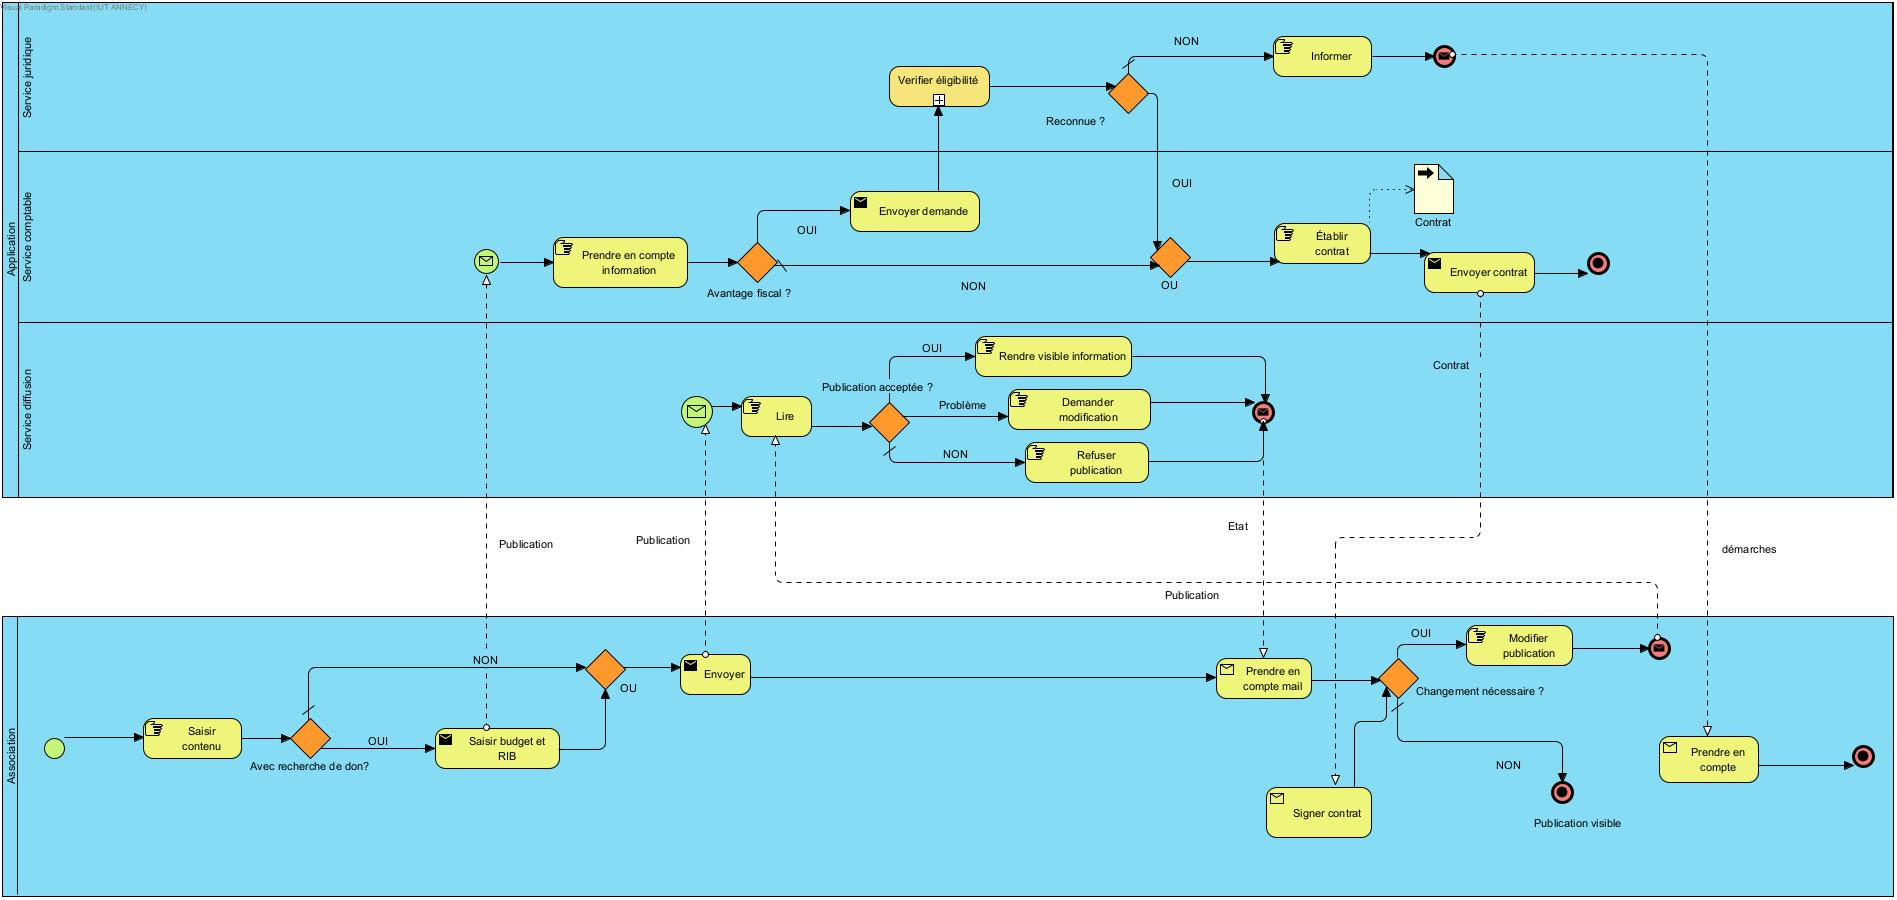 Visual Paradigm Standard(IUT ANNECY)
Application
Service juridique
NON
Informer
Verifier éligibilité
Reconnue ?
Service comptable
OUI
Contrat
Envoyer demande
OUI
Prendre en compte
information
Avantage fiscal ?
NON
OU
Établir
contrat
Envoyer contrat
Service diffusion
OUI
Rendre visible information
Contrat
Publication acceptée ?
Problème
Demander
modification
Lire
NON
Refuser
publication
Etat
Publication
Publication
démarches
Publication
Association
OUI
Modifier
publication
NON
OU
Envoyer
Prendre en
compte mail
Changement nécessaire ?
Saisir
contenu
OUI
Saisir budget et
RIB
Avec recherche de don?
Prendre en
compte
NON
Signer contrat
Publication visible